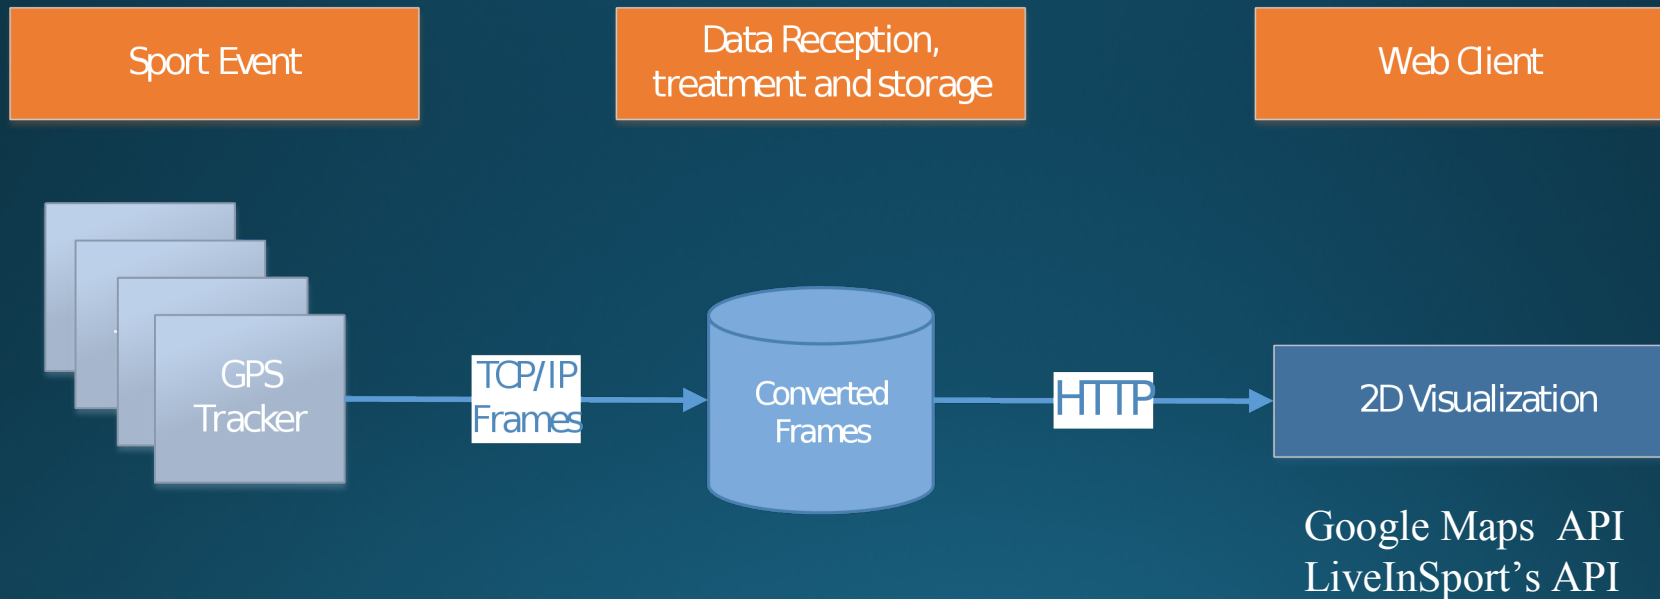 Sport Event
Data Reception,
treatment and storage
Web Client
GPS
Tracker
TCP/IP
Frames
Converted
Frames
HTTP
2D Visualization
Google Maps  API
LiveInSport’s API